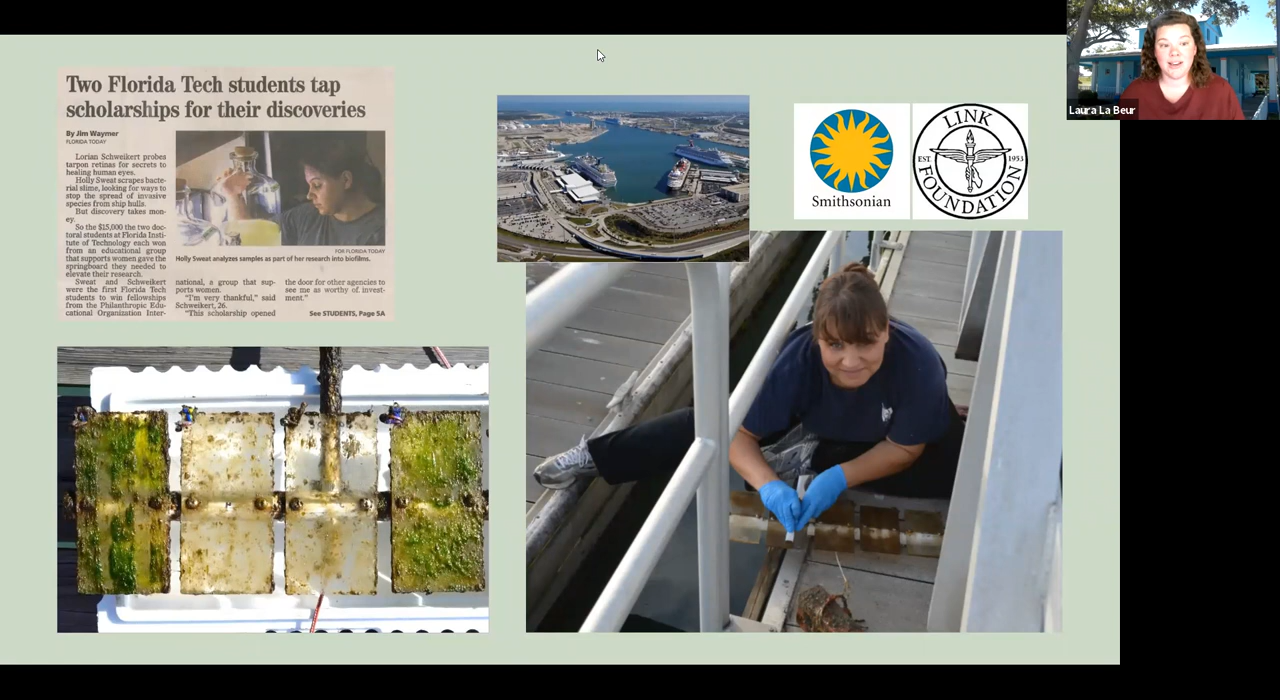 Two Florida Tech students tap
scholarships for their discoveries
By Jim Waymer
FLORIDA TODAY
Lorian Schweikert probes
tarpon retinas for secrets to
healing human eyes.
Holly Sweat scrapes bacte-
rial slime, looking for ways to
stop the spread of invasive
species from ship hulls.
But discovery takes mon-
ey.
So the $15,000 the two doc-
toral students at Florida Insti-
tute of Technology each won
from an educational group
that supports women gave the
springboard they needed to
elevate their research.
Sweat and Schweikert
were the first Florida Tech
students to win fellowships
from the Philanthropic Edu-
cational Organization Inter-
FOR FLORIDA TODAY
Holly Sweat analyzes samples as part of her research into biofilms.
national, a group that sup-
ports women.
"I'm very thankful," said
Schweikert, 26.
"This scholarship opened
the door for other agencies to
see me as worthy of invest-
ment."
See STUDENTS, Page 5A
Smithsonian
LINK
EST. 1953
FOUNDATION
Laura La Beur